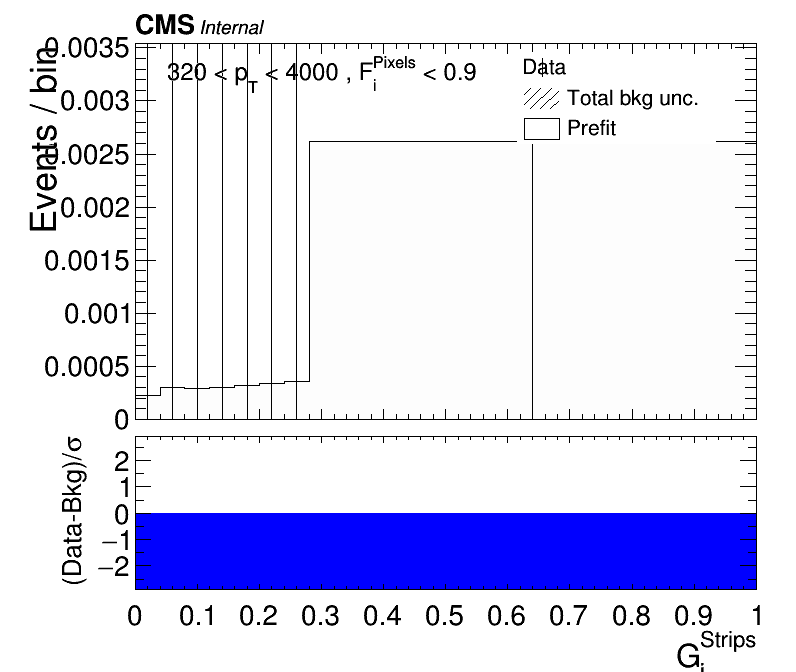 CMS Internal
Events / bin
0.0035
0.003
0.0025
0.002
0.0015
0.001
0.0005
0
320 < p_T < 4000 , F_i^Pixels < 0.9
Data
Total bkg unc.
Prefit
(Data-Bkg)/σ
2
1
0
−1
−2
0 0.1 0.2 0.3 0.4 0.5 0.6 0.7 0.8 0.9 1
G_i^Strips